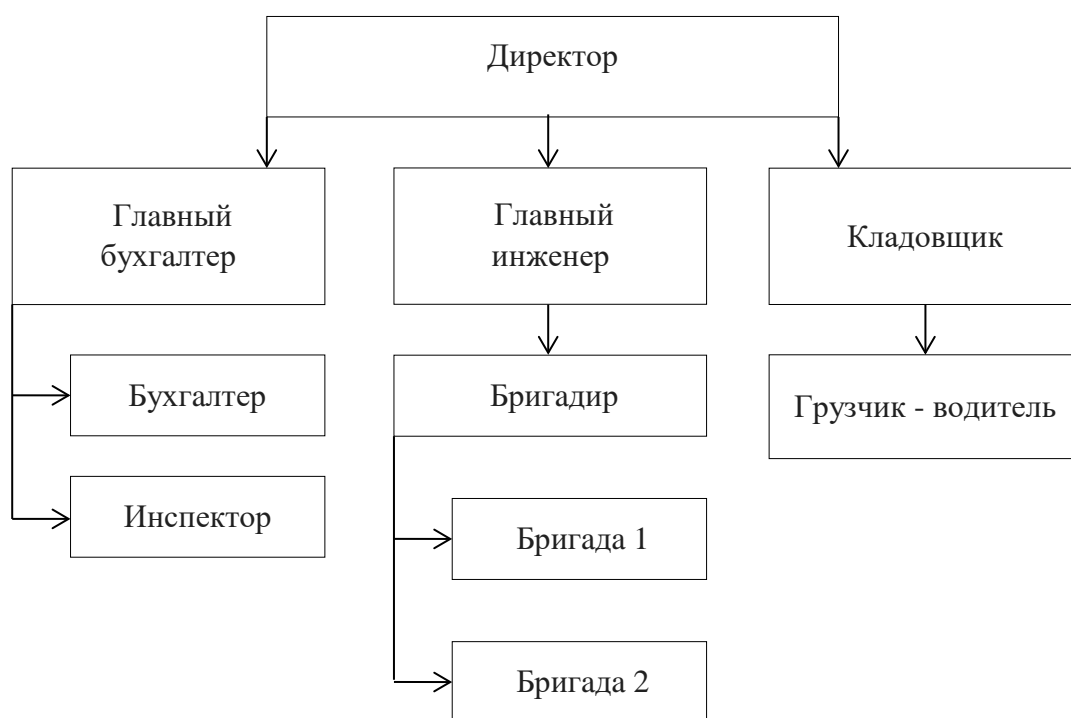 Директор
Главный
бухгалтер
Главный
инженер
Кладовщик
Бухгалтер
Бригадир
Грузчик - водитель
Инспектор
Бригада 1
Бригада 2